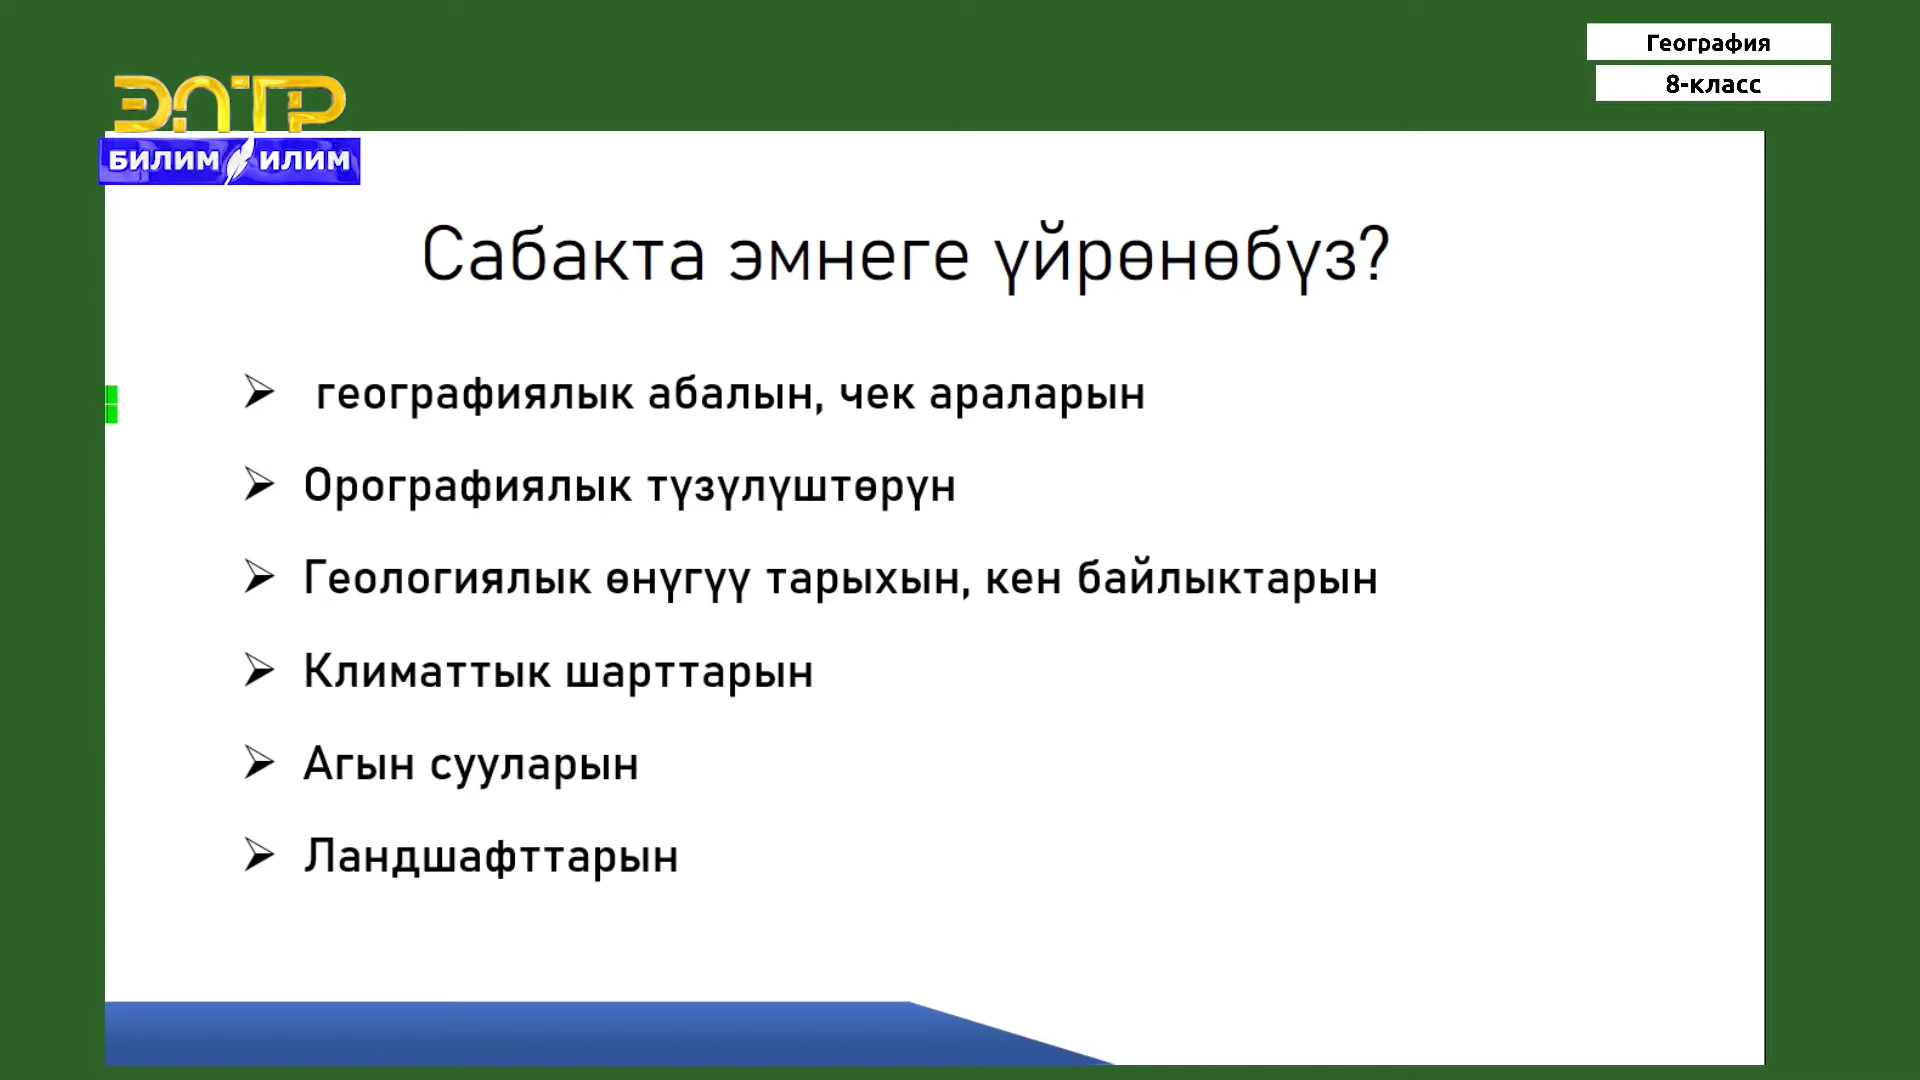 География
8-класс
ЭЛТР
БИЛИМ ИЛИМ
Сабакта эмнеге үйрөнөбүз?
географиялык абалын, чек араларын
Орографиялык түзүлүштөрүн
Геологиялык өнүгүү тарыхын, кен байлыктарын
Климаттык шарттарын
Агын сууларын
Ландшафттарын